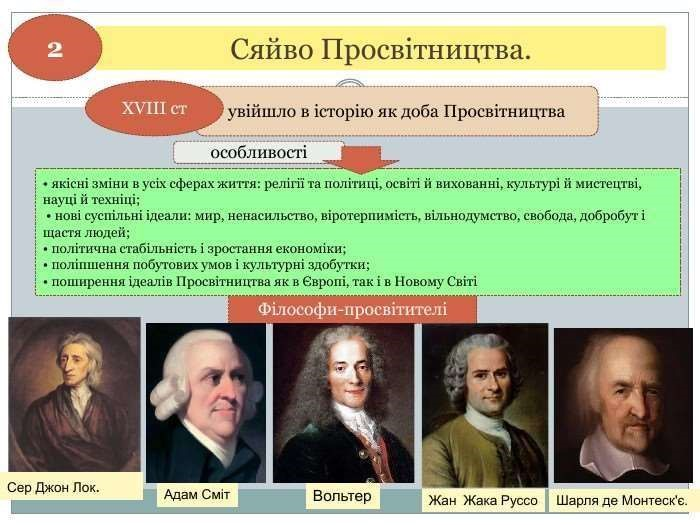 2
Сяйво Просвітництва.
XVIII ст
увійшло в історію як доба Просвітництва
особливості
• якісні зміни в усіх сферах життя: релігії та політиці, освіті й вихованні, культурі й мистецтві,
науці й техніці;
• нові суспільні ідеали: мир, ненасильство, віротерпимість, вільнодумство, свобода, добробут і
щастя людей;
• політична стабільність і зростання економіки;
• поліпшення побутових умов і культурні здобутки;
• поширення ідеалів Просвітництва як в Європі, так і в Новому Світі
Філософи-просвітителі
Сер Джон Лок.
Адам Сміт
Вольтер
Жан Жака Руссо
Шарля де Монтеск'є.